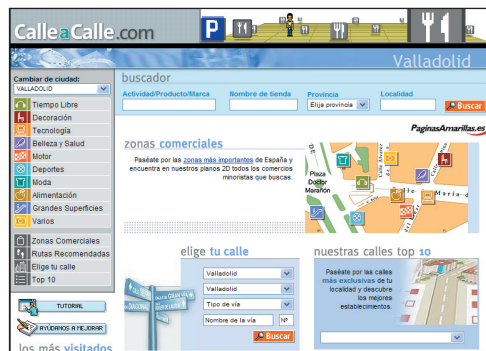 CalleaCalle.com
P
Valladolid
Cambiar de ciudad:
VALLADOLID
Tiempo Libre
Decoración
Tecnología
Belleza y Salud
Motor
Deportes
Moda
Alimentación
Grandes Superficies
Varios
Zonas Comerciales
Rutas Recomendadas
Elige tu calle
Top 10
TUTORIAL
AYÚDANOS A MEJORAR
los más visitados
buscador
Actividad/Producto/Marca Nombre de tienda Provincia Localidad
Elija provincia Buscar
PaginasAmarillas.es
zonas comerciales
Paséate por las zonas más importantes de España y
encuentra en nuestros planos 2D todos los comercios
minoristas que buscas.
Plaza
Doctor
Marañón
María d
elige tu calle
Valladolid
Valladolid
Tipo de vía
Nombre de la vía Nº
Buscar
GRAN VÍA
nuestras calles top 10
Paséate por las calles
más exclusivas de tu
localidad y descubre
los mejores
establecimientos.